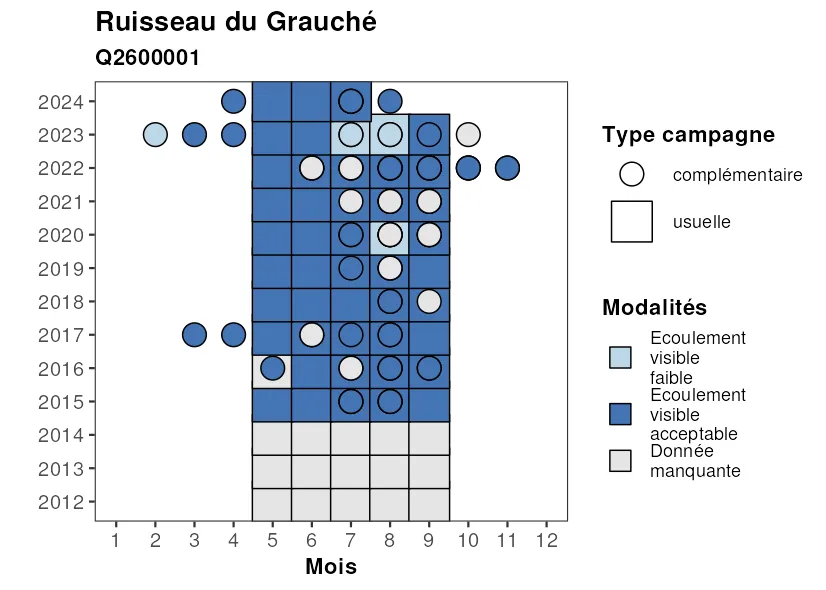 Ruisseau du Grauché
Q2600001
2024
2023
2022
2021
2020
2019
2018
2017
2016
2015
2014
2013
2012
1 2 3 4 5 6 7 8 9 10 11 12
Mois
Type campagne
complémentaire
usuelle
Modalités
Ecoulement
visible
faible
Ecoulement
visible
acceptable
Donnée
manquante